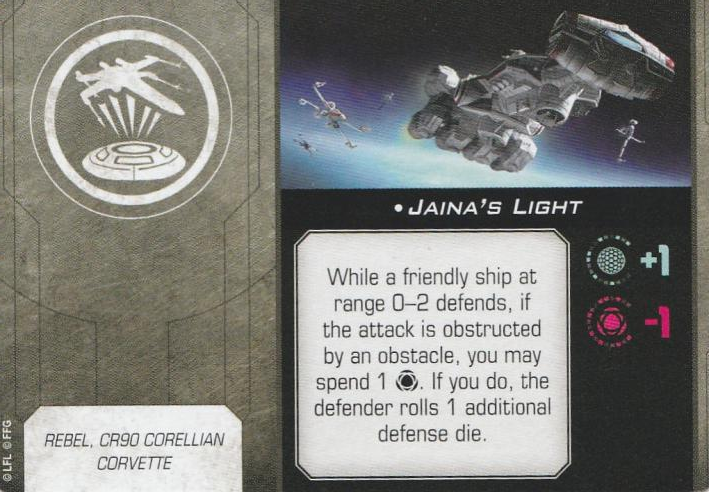 • JAINA'S LIGHT
While a friendly ship at
range 0–2 defends, if
the attack is obstructed
by an obstacle, you may
spend 1 . If you do, the
defender rolls 1 additional
defense die.
+1
-1
REBEL, CR90 CORELLIAN
CORVETTE
© LFL © FFG